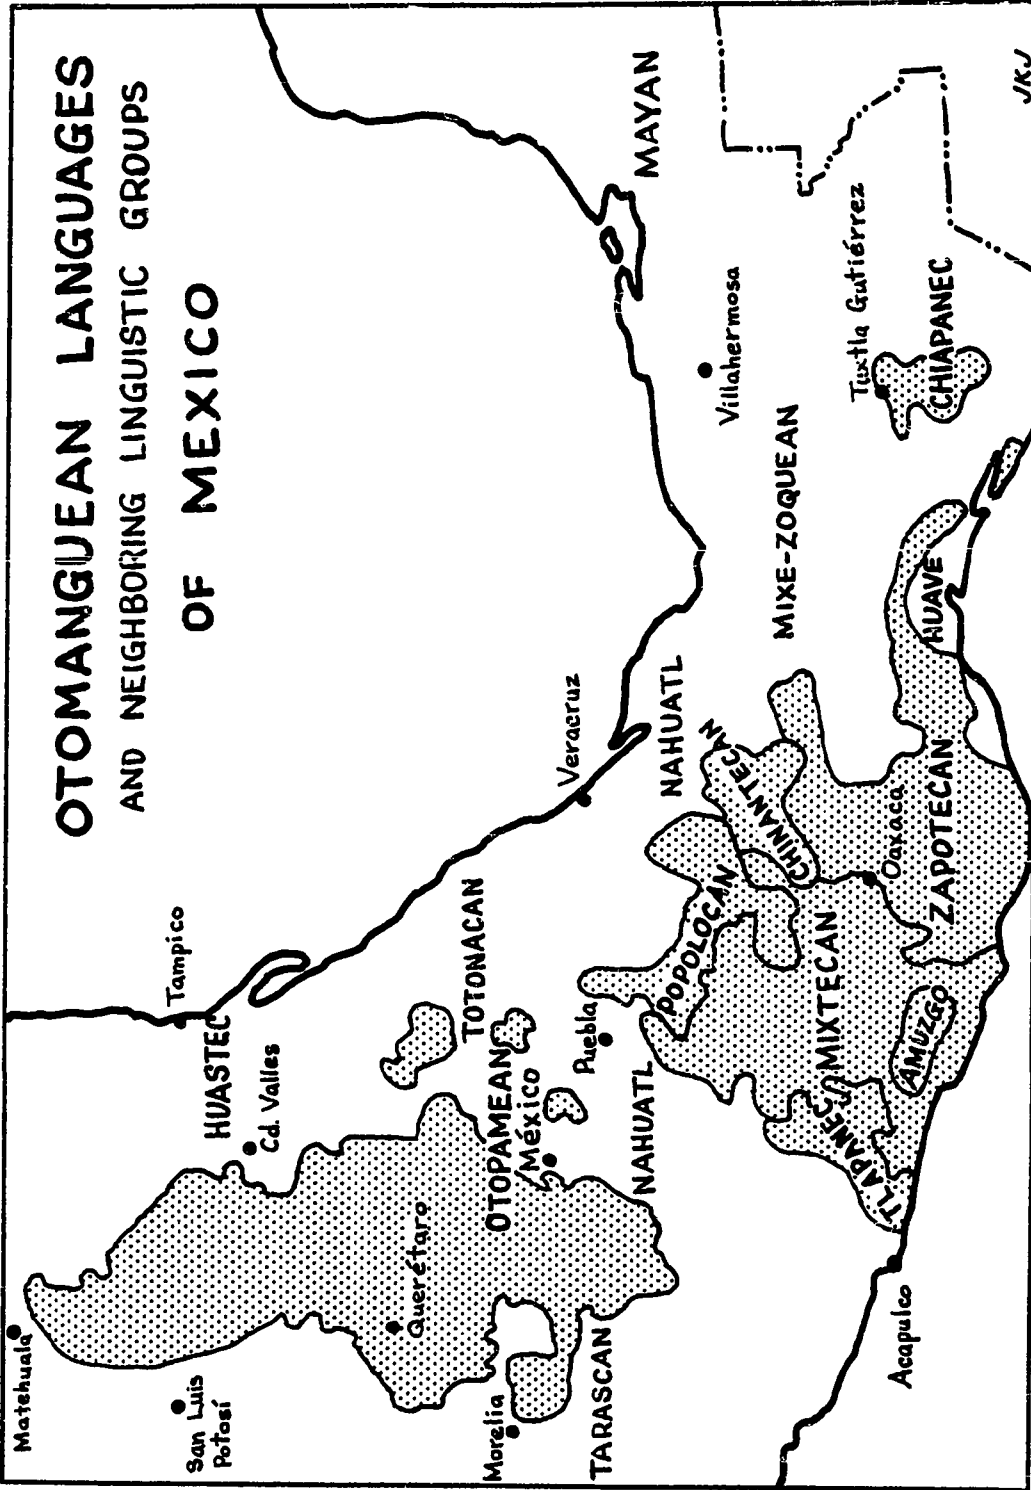 OTOMANGUEAN LANGUAGES
AND NEIGHBORING LINGUISTIC GROUPS
OF MEXICO
Matehuala
San Luis
Potosí
Tampico
HUASTEC
Cd. Valles
Querétaro
TOTONACAN
OTOPAMEAN
México
Morelia
TARASCAN
Puebla
Veracruz
NAHUATL
NAHUATL
MAYAN
POPOLOCAN
CHINANTECAN
Villahermosa
MIXE-ZOQUEAN
MIXTECAN
Oaxaca
TLAPANEC
AMUZGO
ZAPOTECAN
HUAVE
Tuxtla Gutiérrez
CHIAPANEC
Acapulco
JKJ